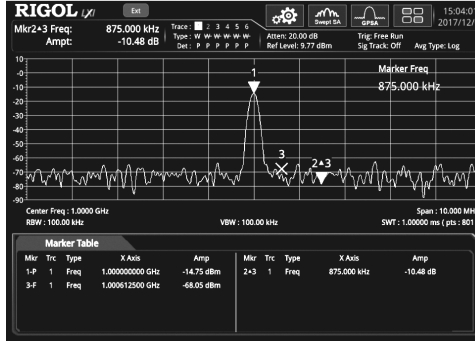 RIGOL LXI
Ext
15:04:0
2017/12/
Mkr2▲3 Freq: 875.000 kHz
Ampt: -10.48 dB
Trace : 1 2 3 4 5 6
Type : W W W W W W
Det : P P P P P P
Swept SA
GPSA
Atten: 20.00 dB
Ref Level: 9.77 dBm
Trig: Free Run
Sig Track: Off
Avg Type: Log
Marker Freq
875.000 kHz
10
-0
-10
-20
-30
-40
-50
-60
-70
-80
-90
1
3
2▲3
Center Freq : 1.0000 GHz
Span : 10.000 MH
RBW : 100.00 kHz
VBW : 100.00 kHz
SWT : 1.00000 ms ( pts : 801
Marker Table
Mkr Trc Type X Axis Amp Mkr Trc Type X Axis Amp
1-P 1 Freq 1.000000000 GHz -14.75 dBm 2▲3 1 Freq 875.000 kHz -10.48 dB
3-F 1 Freq 1.000612500 GHz -68.05 dBm